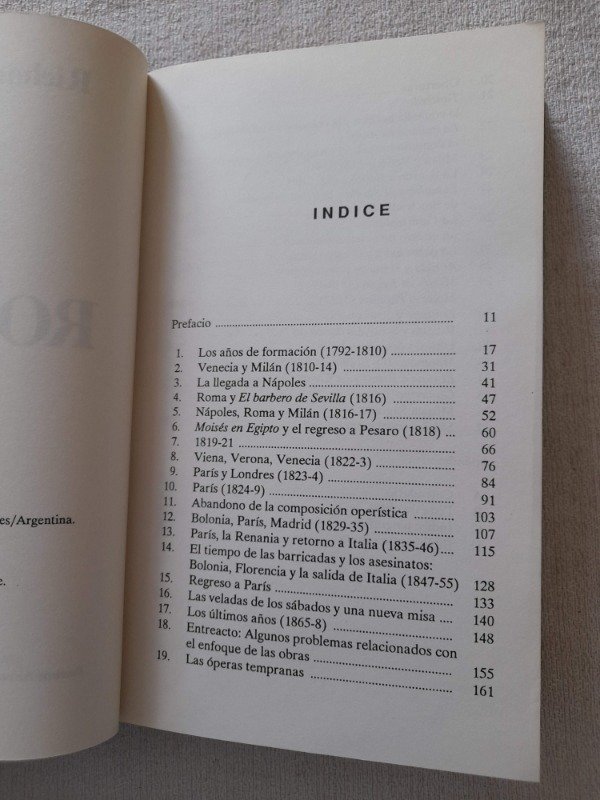 RO
es/Argentina.
e.
INDICE
Prefacio ........ 11
1. Los años de formación (1792-1810) ........ 17
2. Venecia y Milán (1810-14) ........ 31
3. La llegada a Nápoles ........ 41
4. Roma y El barbero de Sevilla (1816) ........ 47
5. Nápoles, Roma y Milán (1816-17) ........ 52
6. Moisés en Egipto y el regreso a Pesaro (1818) ... 60
7. 1819-21 ........ 66
8. Viena, Verona, Venecia (1822-3) ........ 76
9. París y Londres (1823-4) ........ 84
10. París (1824-9) ........ 91
11. Abandono de la composición operística ........ 103
12. Bolonia, París, Madrid (1829-35) ........ 107
13. París, la Renania y retorno a Italia (1835-46) .... 115
14. El tiempo de las barricadas y los asesinatos:
Bolonia, Florencia y la salida de Italia (1847-55) 128
15. Regreso a París ........ 133
16. Las veladas de los sábados y una nueva misa ... 140
17. Los últimos años (1865-8) ........ 148
18. Entreacto: Algunos problemas relacionados con
el enfoque de las obras ........ 155
19. Las óperas tempranas ........ 161